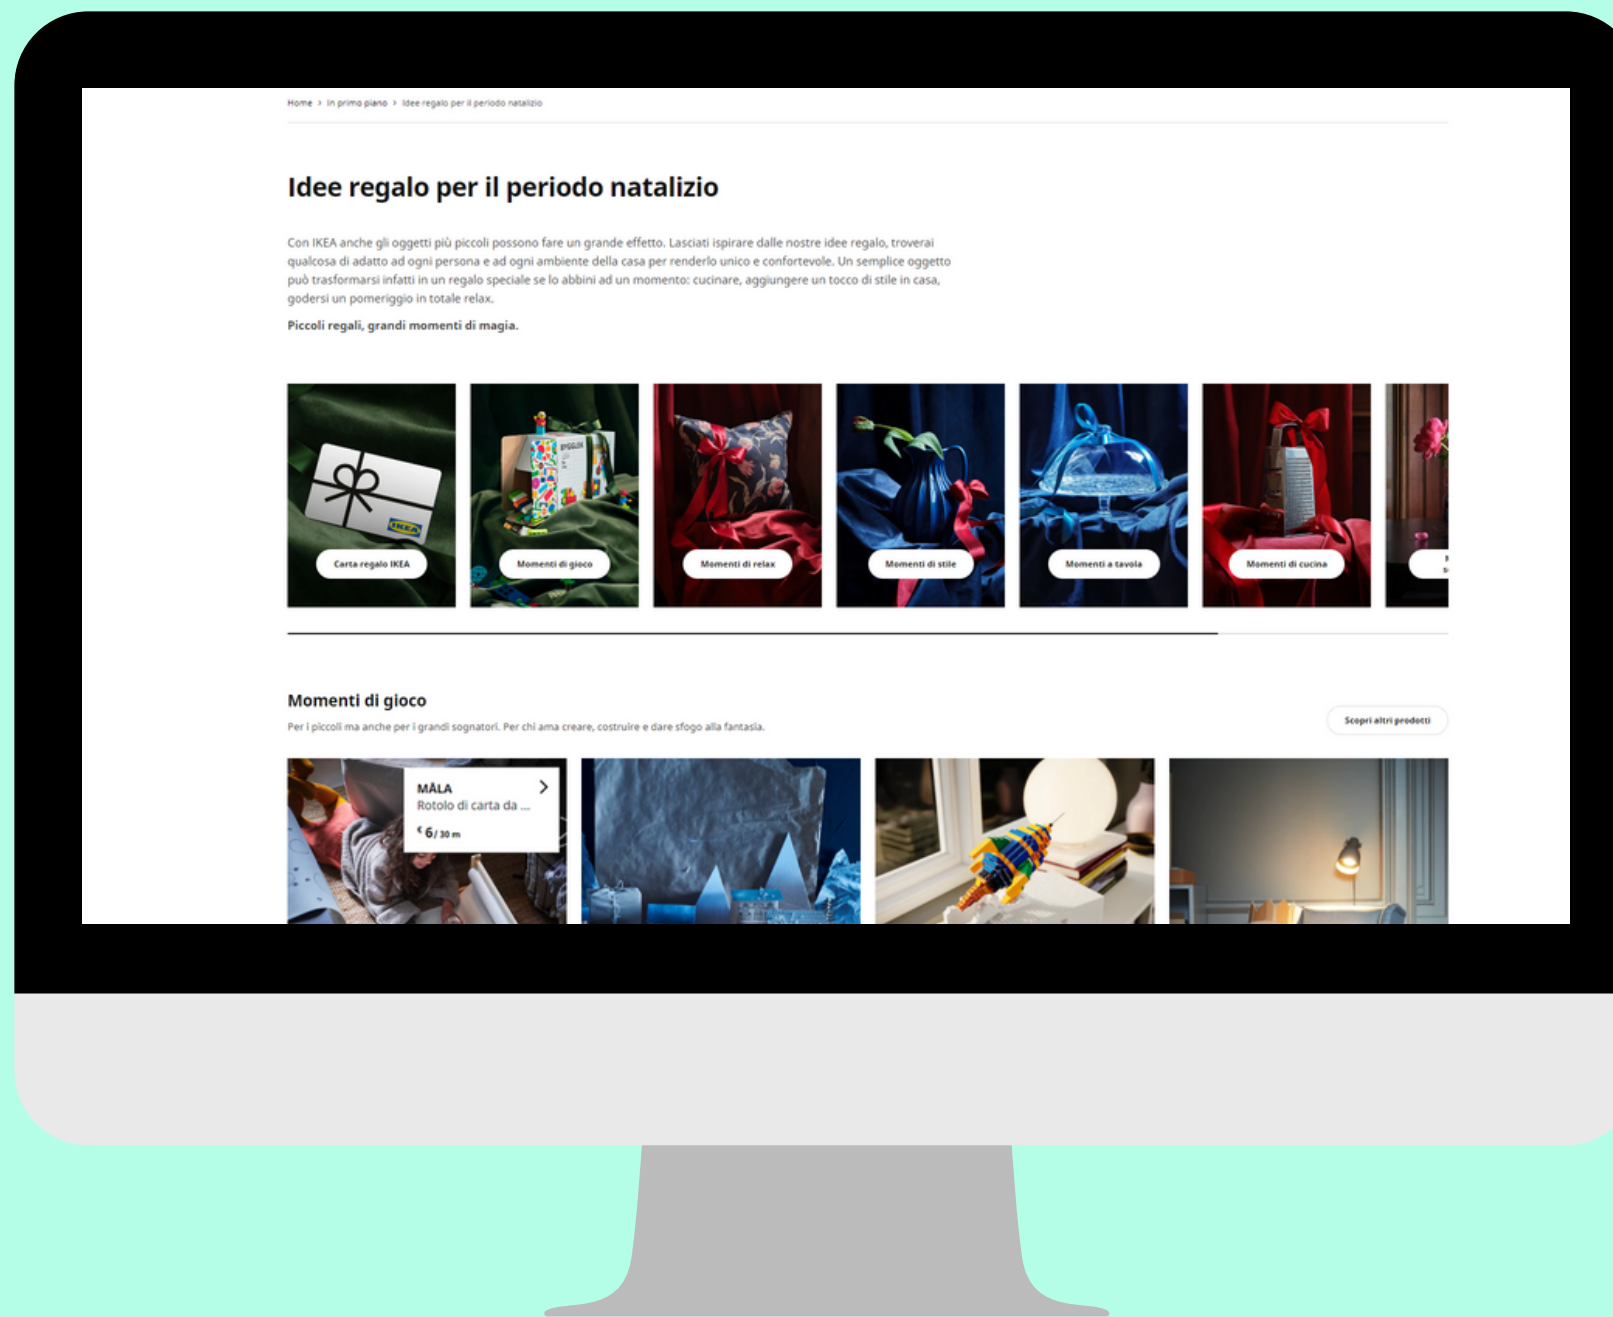 Home > In primo piano > Idee regalo per il periodo natalizio
Idee regalo per il periodo natalizio
Con IKEA anche gli oggetti più piccoli possono fare un grande effetto. Lasciati ispirare dalle nostre idee regalo, troverai
qualcosa di adatto ad ogni persona e ad ogni ambiente della casa per renderlo unico e confortevole. Un semplice oggetto
può trasformarsi infatti in un regalo speciale se lo abbini ad un momento: cucinare, aggiungere un tocco di stile in casa,
godersi un pomeriggio in totale relax.
Piccoli regali, grandi momenti di magia.
IKEA
BYGGLEK
Carta regalo IKEA
Momenti di gioco
Momenti di relax
Momenti di stile
Momenti a tavola
Momenti di cucina
Momenti di gioco
Per i piccoli ma anche per i grandi sognatori. Per chi ama creare, costruire e dare sfogo alla fantasia.
Scopri altri prodotti
MÅLA
Rotolo di carta da ...
€ 6/ 30 m